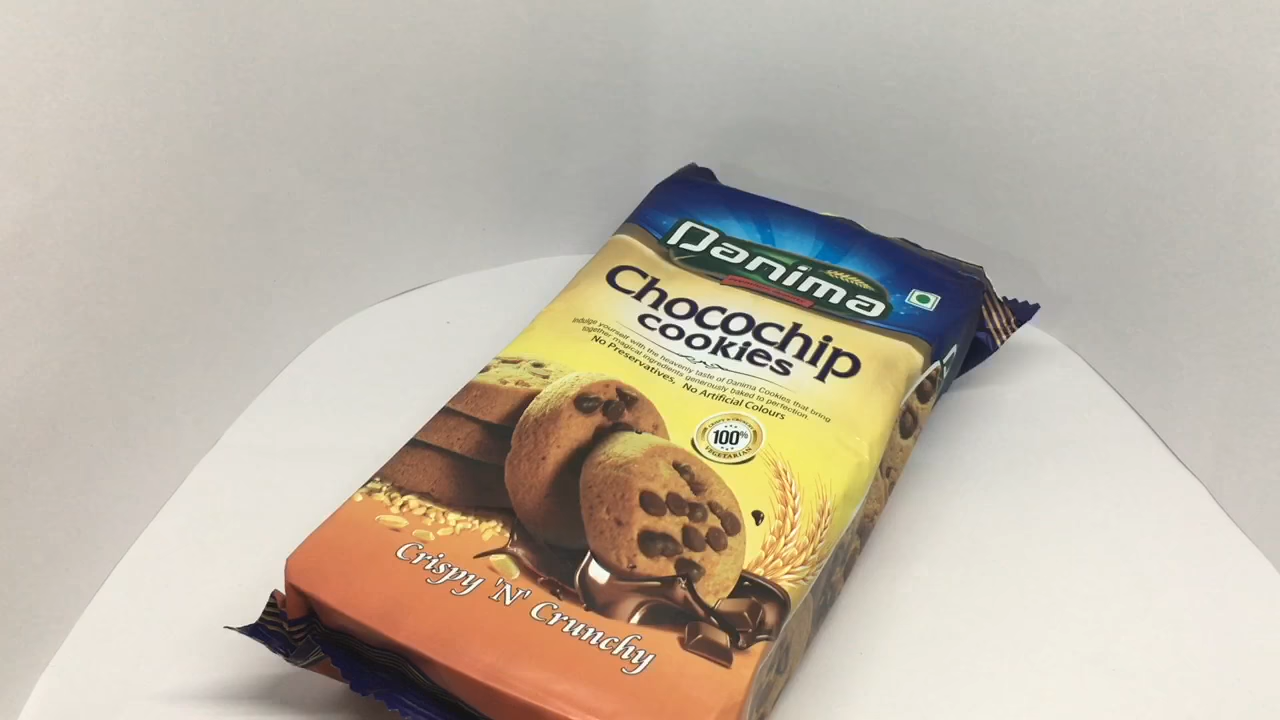 Danima
Chocochip
cookies
Indulge yourself with the heavenly taste of Danima Cookies that bring
together magical ingredients generously baked to perfection.
No Preservatives, No Artificial Colours
100%
VEGETARIAN
Crispy 'N' Crunchy